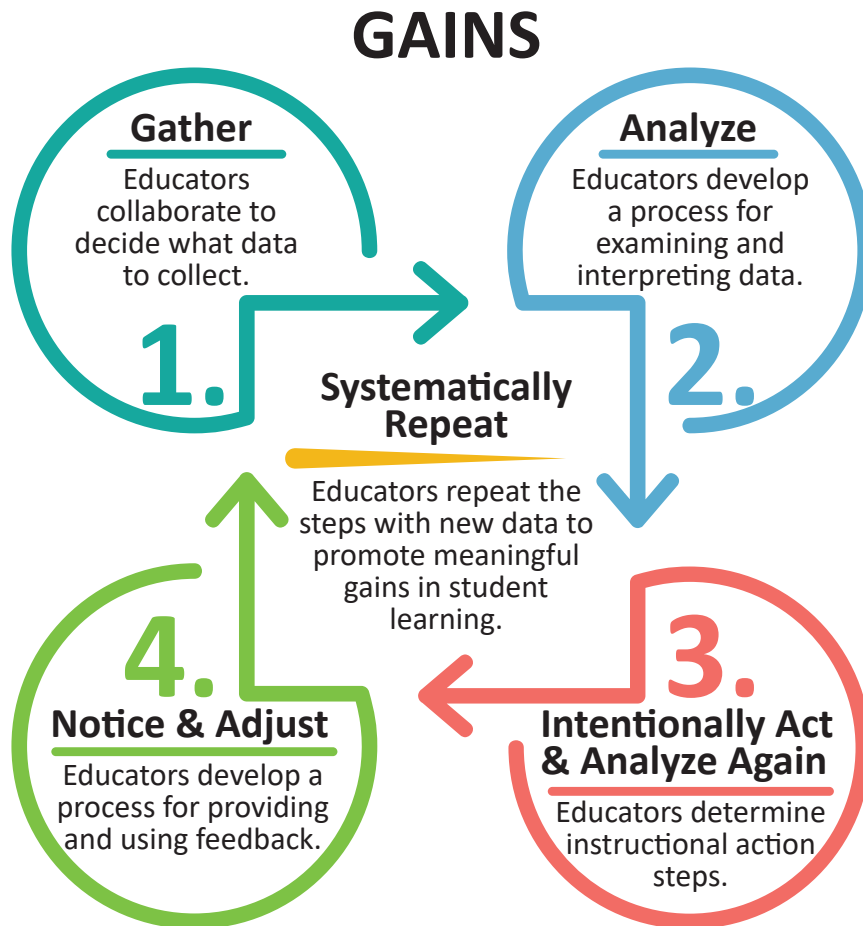 GAINS
Gather
Educators
collaborate to
decide what data
to collect.
1.
Analyze
Educators develop
a process for
examining and
interpreting data.
2.
Systematically
Repeat
Educators repeat the
steps with new data to
promote meaningful
gains in student
learning.
3.
Intentionally Act
& Analyze Again
Educators determine
instructional action
steps.
4.
Notice & Adjust
Educators develop a
process for providing
and using feedback.